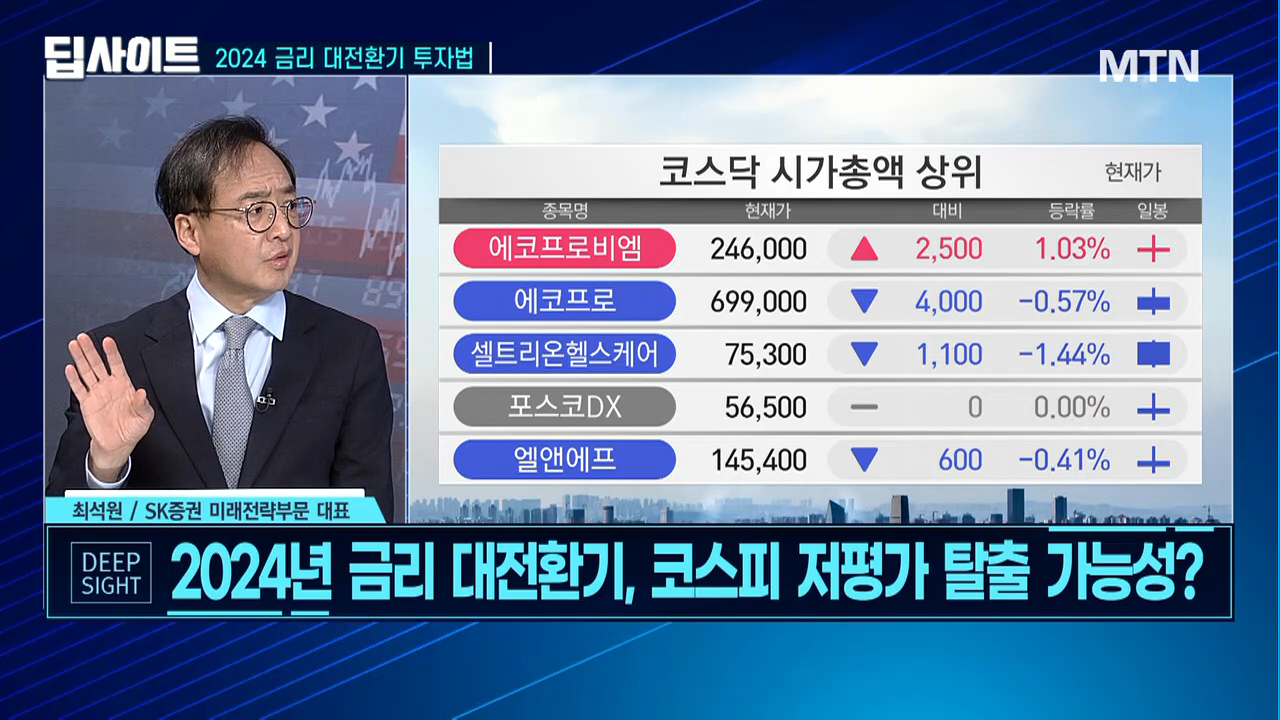 딥사이트 2024 금리 대전환기 투자법
MTN
코스닥 시가총액 상위 현재가
종목명 현재가 대비 등락률 일봉
에코프로비엠 246,000 ▲ 2,500 1.03%
에코프로 699,000 ▼ 4,000 -0.57%
셀트리온헬스케어 75,300 ▼ 1,100 -1.44%
포스코DX 56,500 0 0.00%
엘앤에프 145,400 ▼ 600 -0.41%
최석원 / SK증권 미래전략부문 대표
DEEP
SIGHT
2024년 금리 대전환기, 코스피 저평가 탈출 가능성?